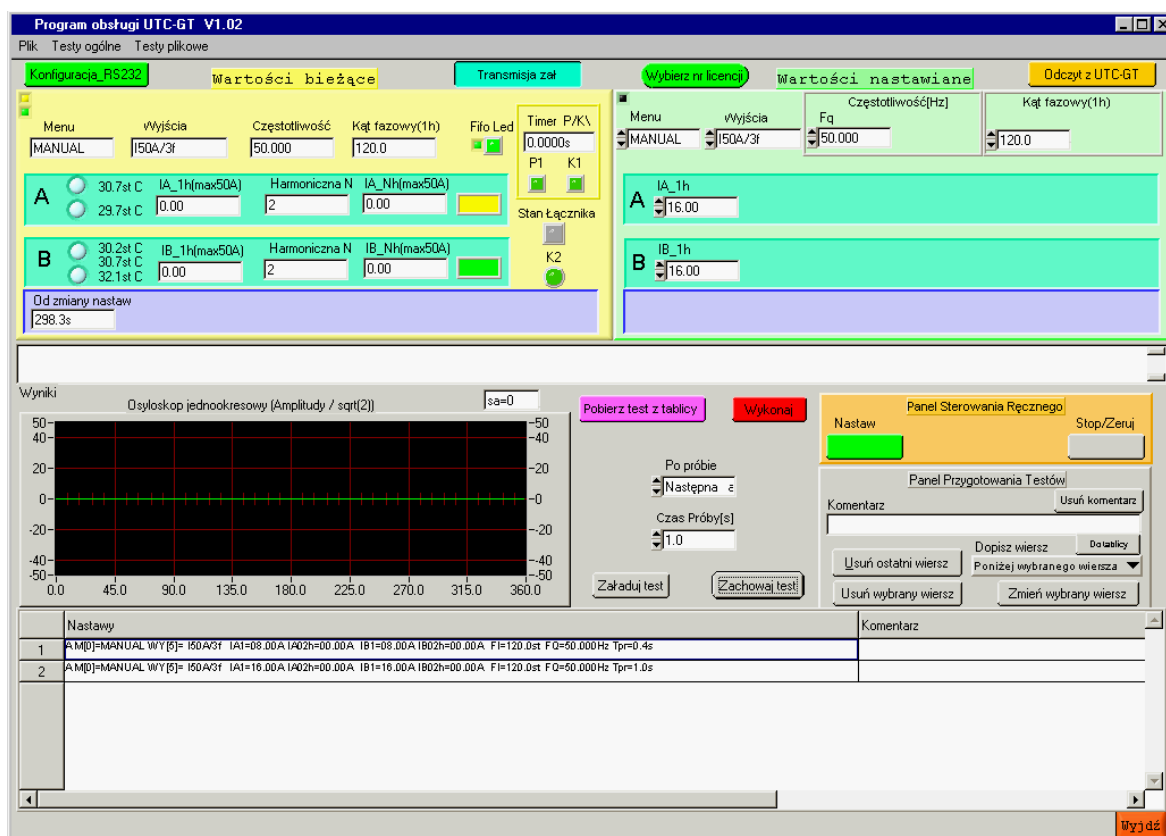 Program obsługi UTC-GT V1.02
Plik Testy ogólne Testy plikowe
Konfiguracja_RS232
Wartości bieżące
Transmisja zał
Wybierz nr licencji
Wartości nastawiane
Odczyt z UTC-GT
Menu
Wyjścia
Częstotliwość
Kąt fazowy(1h)
Fifo Led
Timer P/K\
MANUAL
I50A/3f
50.000
120.0
0.0000s
P1 K1
A
30.7st C
29.7st C
IA_1h(max50A)
0.00
Harmoniczna N
2
IA_Nh(max50A)
0.00
Stan Łącznika
K2
B
30.2st C
30.7st C
32.1st C
IB_1h(max50A)
0.00
Harmoniczna N
2
IB_Nh(max50A)
0.00
Od zmiany nastaw
298.3s
Menu
Wyjścia
Częstotliwość[Hz]
Fq
Kąt fazowy(1h)
MANUAL
I50A/3f
50.000
120.0
A
IA_1h
16.00
B
IB_1h
16.00
Wyniki
Osyloskop jednookresowy (Amplitudy / sqrt(2))
sa=0
50 50
40 40
20 20
0 0
-20 -20
-40 -40
-50 -50
0.0 45.0 90.0 135.0 180.0 225.0 270.0 315.0 360.0
Pobierz test z tablicy
Wykonaj
Po próbie
Następna a
Czas Próby[s]
1.0
Załaduj test
Zachowaj test
Panel Sterowania Ręcznego
Nastaw
Stop/Zeruj
Panel Przygotowania Testów
Komentarz
Usuń komentarz
Dopisz wiersz
Do tablicy
Usuń ostatni wiersz
Poniżej wybranego wiersza
Usuń wybrany wiersz
Zmień wybrany wiersz
Nastawy
Komentarz
1 A M[0]=MANUAL WY[5]= I50A/3f IA1=08.00A IA02h=00.00A IB1=08.00A IB02h=00.00A FI=120.0st FQ=50.000Hz Tpr=0.4s
2 A M[0]=MANUAL WY[5]= I50A/3f IA1=16.00A IA02h=00.00A IB1=16.00A IB02h=00.00A FI=120.0st FQ=50.000Hz Tpr=1.0s
Wyjdź